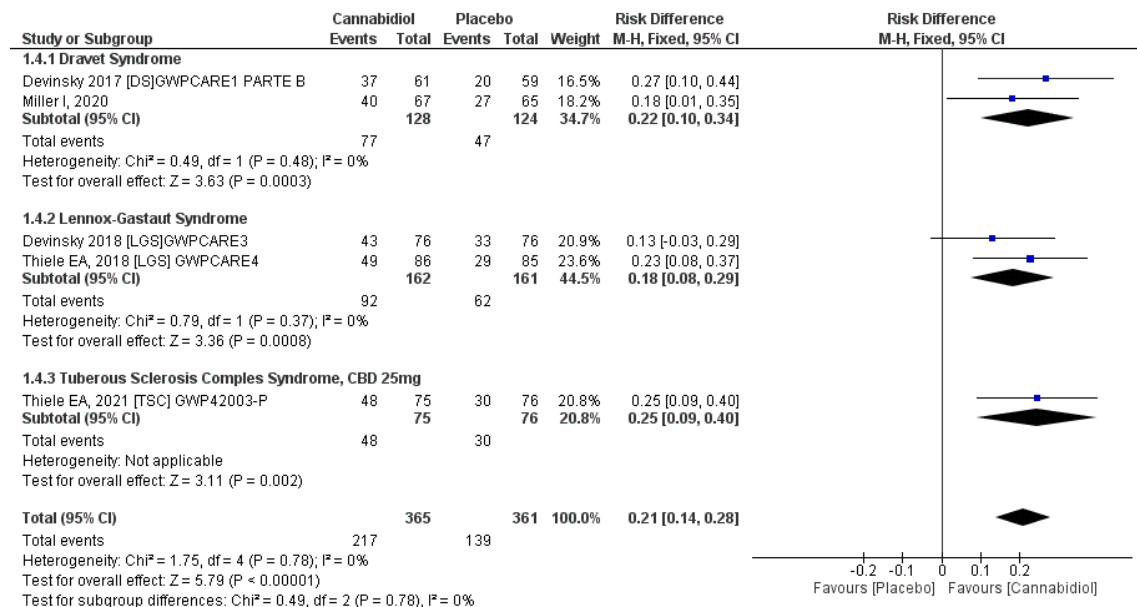 Cannabidiol Placebo Risk Difference Risk Difference
Study or Subgroup Events Total Events Total Weight M-H, Fixed, 95% CI M-H, Fixed, 95% CI
1.4.1 Dravet Syndrome
Devinsky 2017 [DS]GWPCARE1 PARTE B 37 61 20 59 16.5% 0.27 [0.10, 0.44]
Miller I, 2020 40 67 27 65 18.2% 0.18 [0.01, 0.35]
Subtotal (95% CI) 128 124 34.7% 0.22 [0.10, 0.34]
Total events 77 47
Heterogeneity: Chi² = 0.49, df = 1 (P = 0.48); I² = 0%
Test for overall effect: Z = 3.63 (P = 0.0003)
1.4.2 Lennox-Gastaut Syndrome
Devinsky 2018 [LGS]GWPCARE3 43 76 33 76 20.9% 0.13 [-0.03, 0.29]
Thiele EA, 2018 [LGS] GWPCARE4 49 86 29 85 23.6% 0.23 [0.08, 0.37]
Subtotal (95% CI) 162 161 44.5% 0.18 [0.08, 0.29]
Total events 92 62
Heterogeneity: Chi² = 0.79, df = 1 (P = 0.37); I² = 0%
Test for overall effect: Z = 3.36 (P = 0.0008)
1.4.3 Tuberous Sclerosis Comples Syndrome, CBD 25mg
Thiele EA, 2021 [TSC] GWP42003-P 48 75 30 76 20.8% 0.25 [0.09, 0.40]
Subtotal (95% CI) 75 76 20.8% 0.25 [0.09, 0.40]
Total events 48 30
Heterogeneity: Not applicable
Test for overall effect: Z = 3.11 (P = 0.002)
Total (95% CI) 365 361 100.0% 0.21 [0.14, 0.28]
Total events 217 139
Heterogeneity: Chi² = 1.75, df = 4 (P = 0.78); I² = 0%
Test for overall effect: Z = 5.79 (P < 0.00001)
Test for subgroup differences: Chi² = 0.49, df = 2 (P = 0.78), I² = 0%
-0.2 -0.1 0 0.1 0.2
Favours [Placebo] Favours [Cannabidiol]